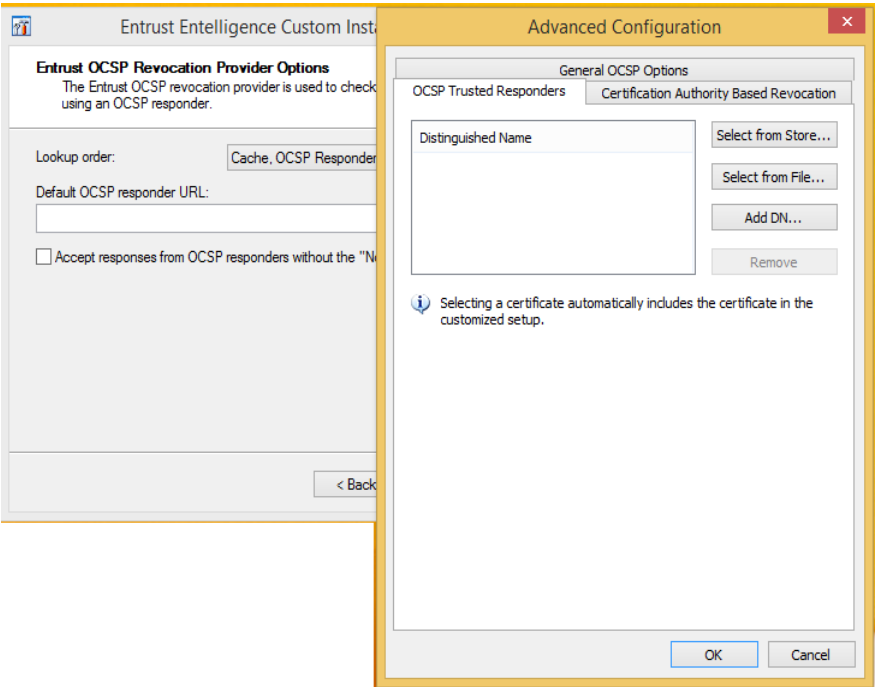 Entrust Entelligence Custom Insta
Entrust OCSP Revocation Provider Options
The Entrust OCSP revocation provider is used to check
using an OCSP responder.
Lookup order:
Cache, OCSP Responder
Default OCSP responder URL:
Accept responses from OCSP responders without the "No
< Back
Advanced Configuration
General OCSP Options
OCSP Trusted Responders
Certification Authority Based Revocation
Distinguished Name
Select from Store...
Select from File...
Add DN...
Remove
Selecting a certificate automatically includes the certificate in the
customized setup.
OK
Cancel